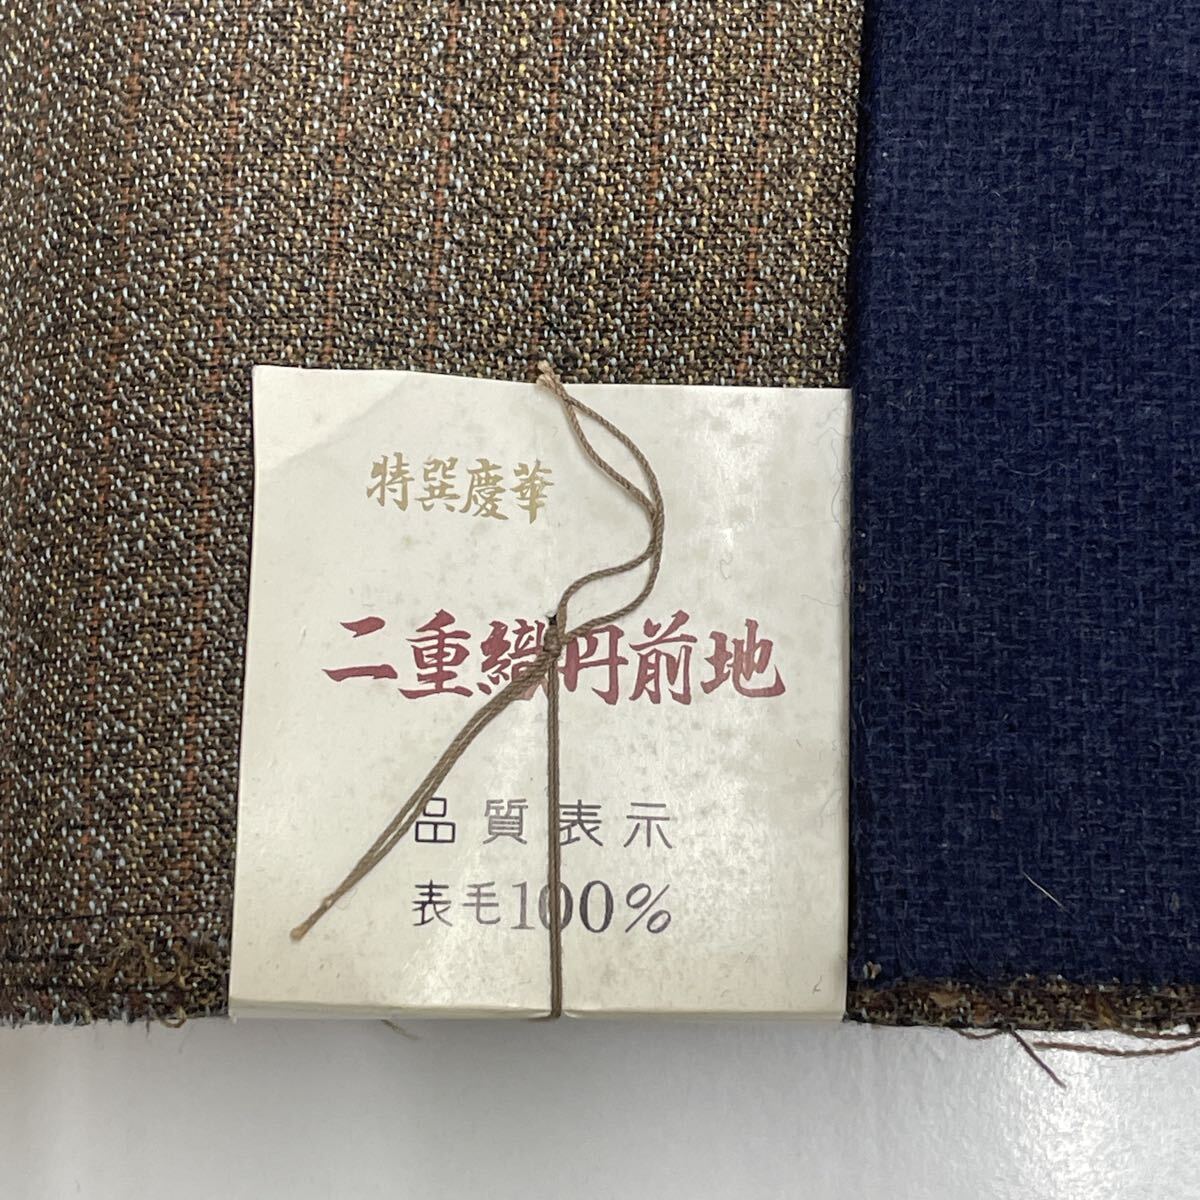 特撰慶華
二重織丹前地
品質表示
表毛100%